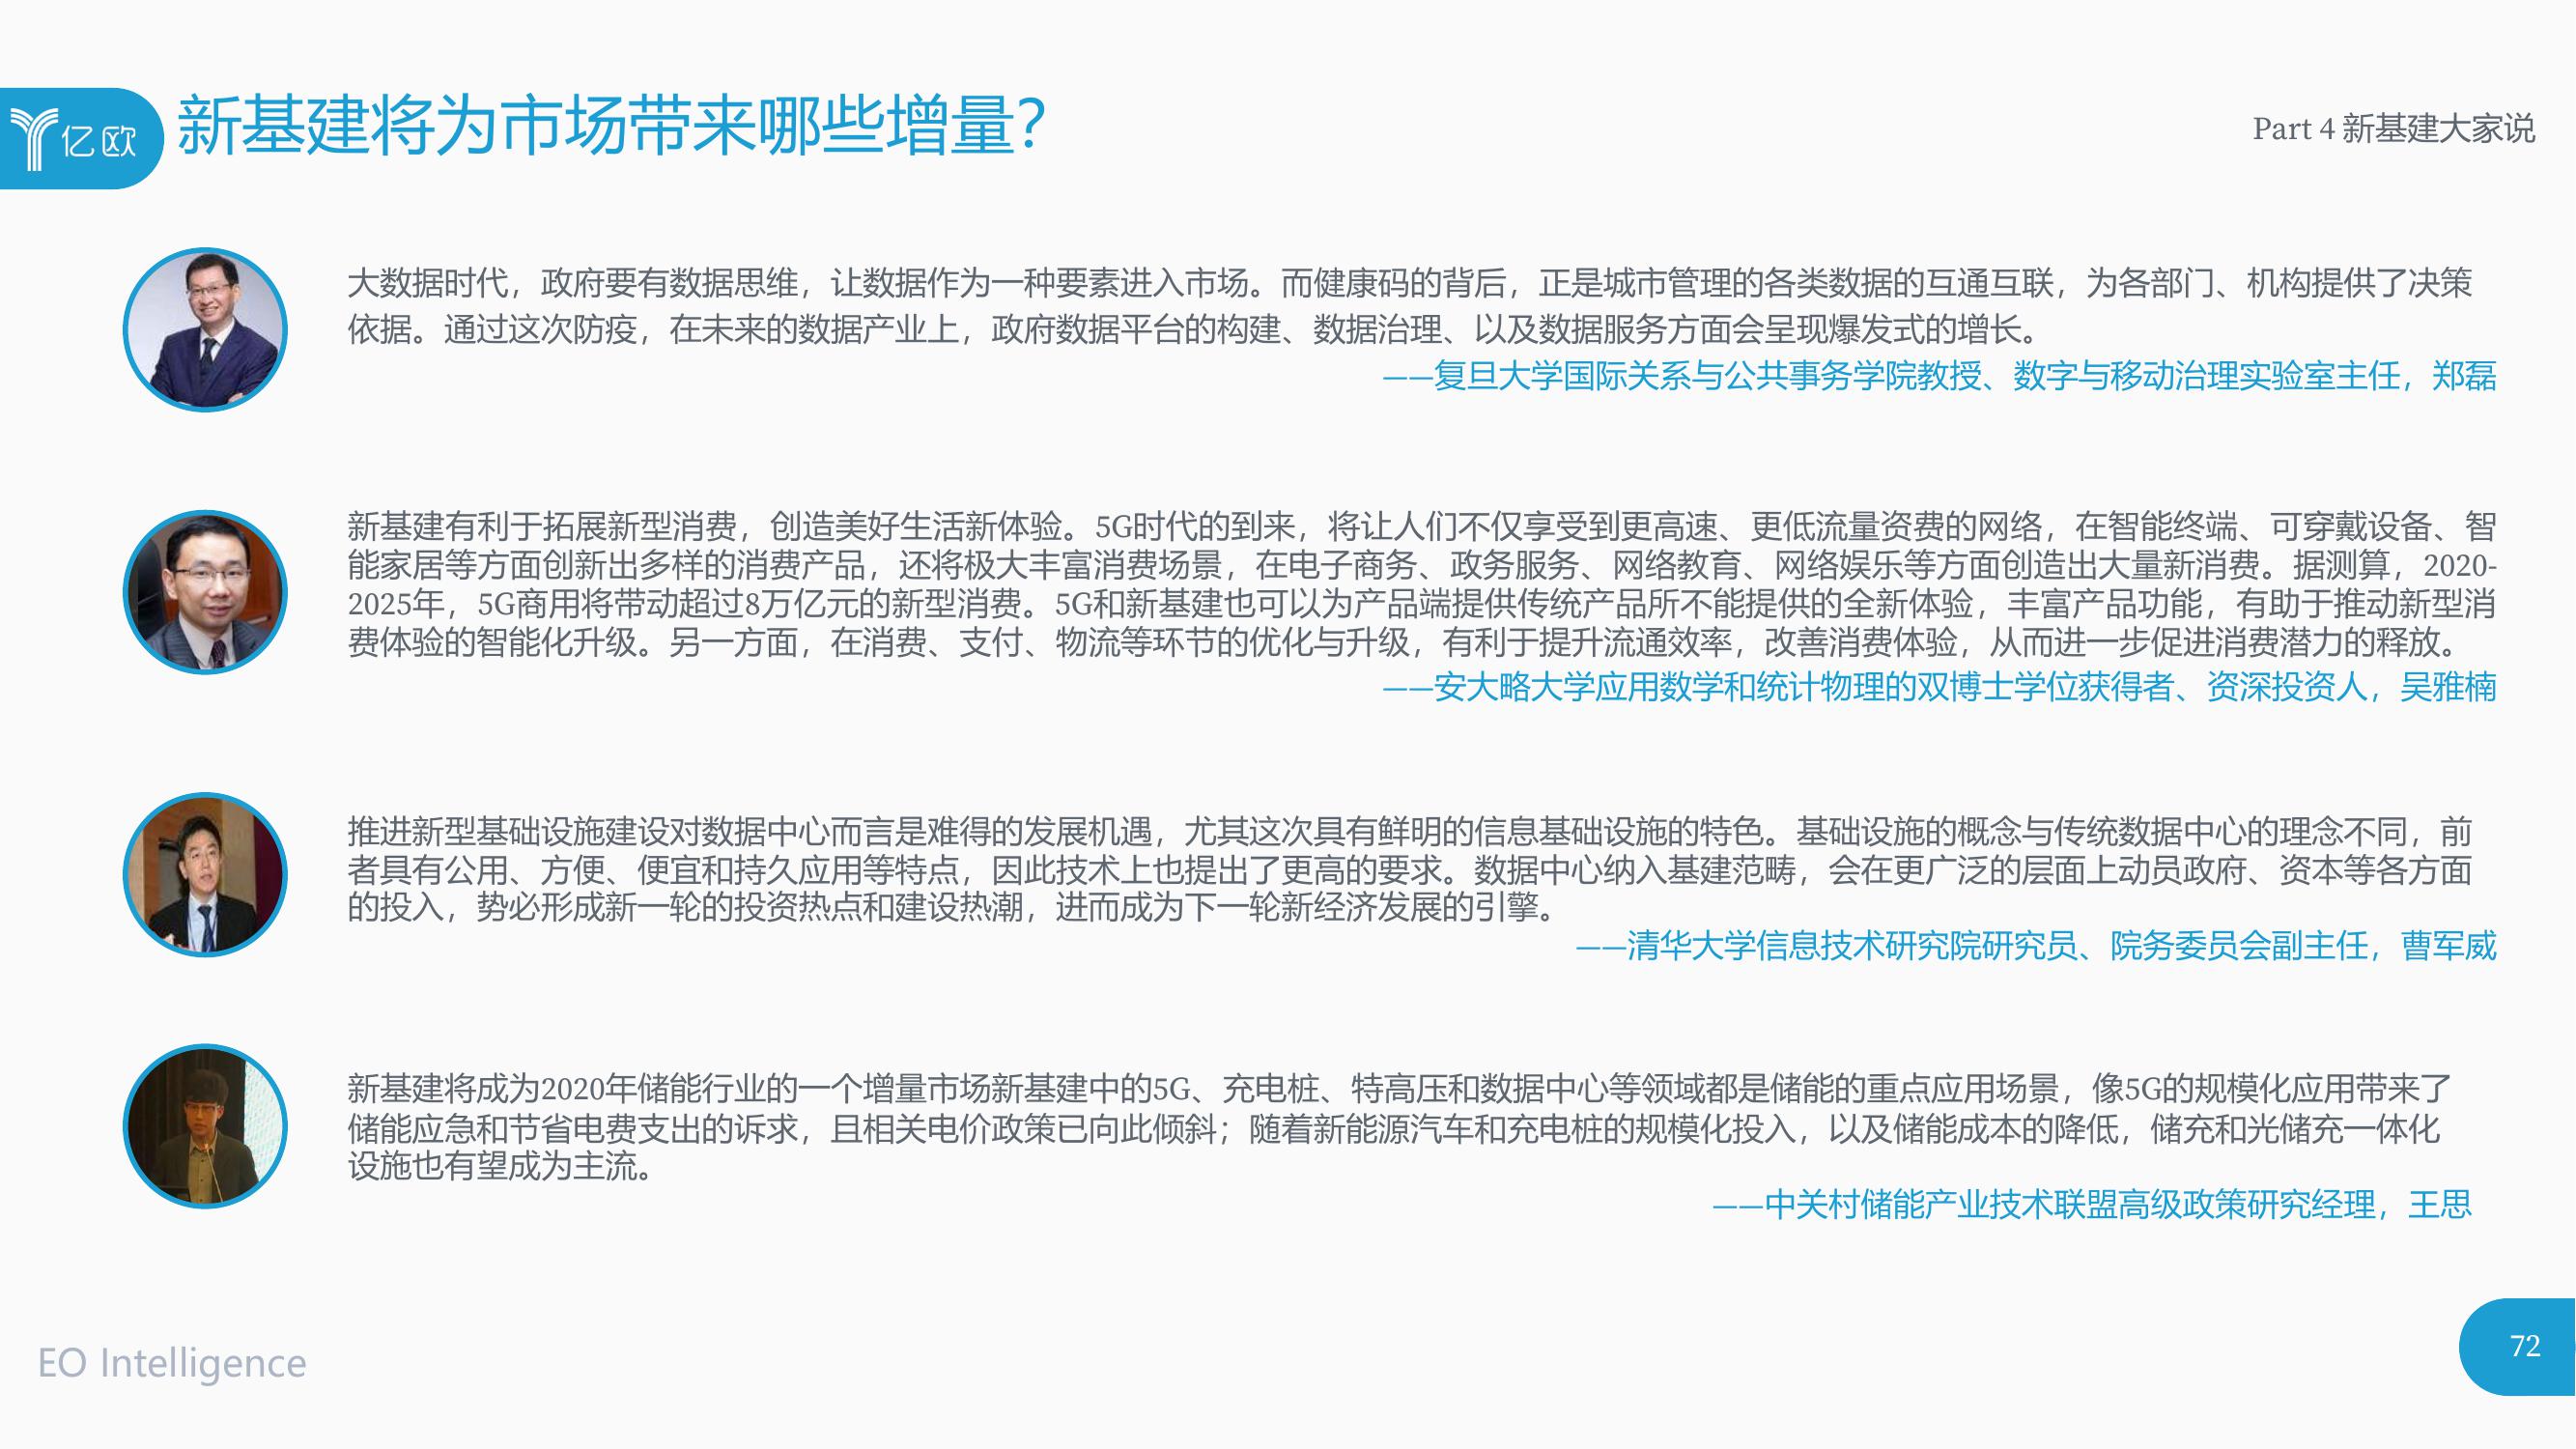 亿欧
新基建将为市场带来哪些增量？
Part 4 新基建大家说
大数据时代，政府要有数据思维，让数据作为一种要素进入市场。而健康码的背后，正是城市管理的各类数据的互通互联，为各部门、机构提供了决策
依据。通过这次防疫，在未来的数据产业上，政府数据平台的构建、数据治理、以及数据服务方面会呈现爆发式的增长。
——复旦大学国际关系与公共事务学院教授、数字与移动治理实验室主任，郑磊
新基建有利于拓展新型消费，创造美好生活新体验。5G时代的到来，将让人们不仅享受到更高速、更低流量资费的网络，在智能终端、可穿戴设备、智
能家居等方面创新出多样的消费产品，还将极大丰富消费场景，在电子商务、政务服务、网络教育、网络娱乐等方面创造出大量新消费。据测算，2020-
2025年，5G商用将带动超过8万亿元的新型消费。5G和新基建也可以为产品端提供传统产品所不能提供的全新体验，丰富产品功能，有助于推动新型消
费体验的智能化升级。另一方面，在消费、支付、物流等环节的优化与升级，有利于提升流通效率，改善消费体验，从而进一步促进消费潜力的释放。
——安大略大学应用数学和统计物理的双博士学位获得者、资深投资人，吴雅楠
推进新型基础设施建设对数据中心而言是难得的发展机遇，尤其这次具有鲜明的信息基础设施的特色。基础设施的概念与传统数据中心的理念不同，前
者具有公用、方便、便宜和持久应用等特点，因此技术上也提出了更高的要求。数据中心纳入基建范畴，会在更广泛的层面上动员政府、资本等各方面
的投入，势必形成新一轮的投资热点和建设热潮，进而成为下一轮新经济发展的引擎。
——清华大学信息技术研究院研究员、院务委员会副主任，曹军威
新基建将成为2020年储能行业的一个增量市场新基建中的5G、充电桩、特高压和数据中心等领域都是储能的重点应用场景，像5G的规模化应用带来了
储能应急和节省电费支出的诉求，且相关电价政策已向此倾斜；随着新能源汽车和充电桩的规模化投入，以及储能成本的降低，储充和光储充一体化
设施也有望成为主流。
——中关村储能产业技术联盟高级政策研究经理，王思
EO Intelligence
72